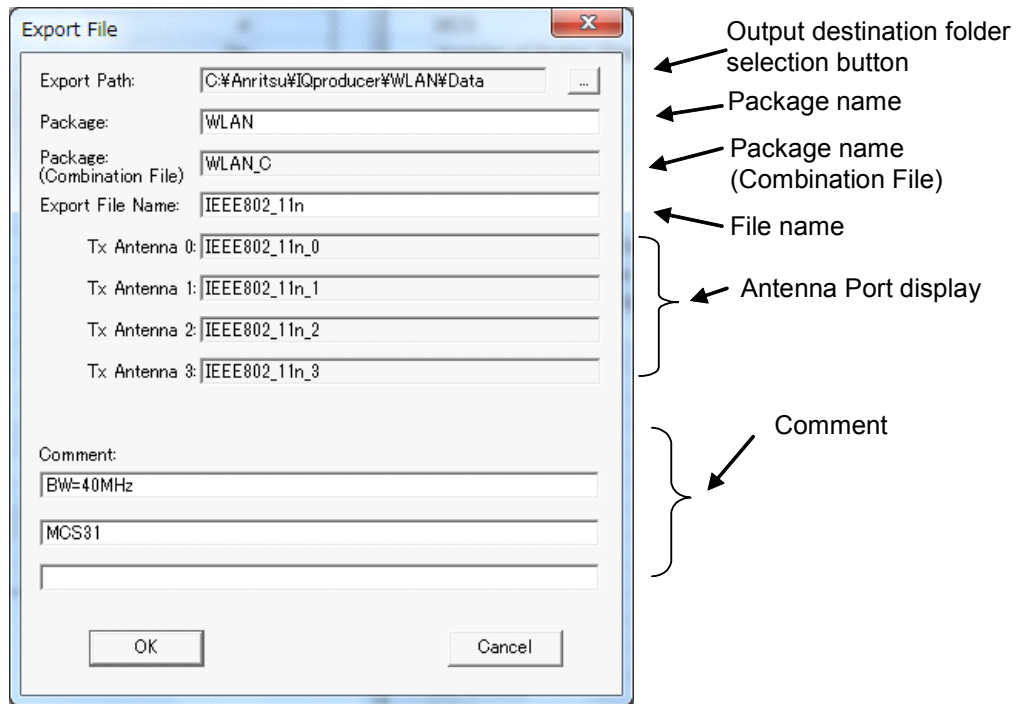 Export File
Export Path: C:¥Anritsu¥IQproducer¥WLAN¥Data ...
Output destination folder
selection button
Package: WLAN
Package name
Package:
(Combination File) WLAN_C
Package name
(Combination File)
Export File Name: IEEE802_11n
File name
Tx Antenna 0: IEEE802_11n_0
Tx Antenna 1: IEEE802_11n_1
Tx Antenna 2: IEEE802_11n_2
Tx Antenna 3: IEEE802_11n_3
Antenna Port display
Comment:
BW=40MHz
MCS31
Comment
OK
Cancel